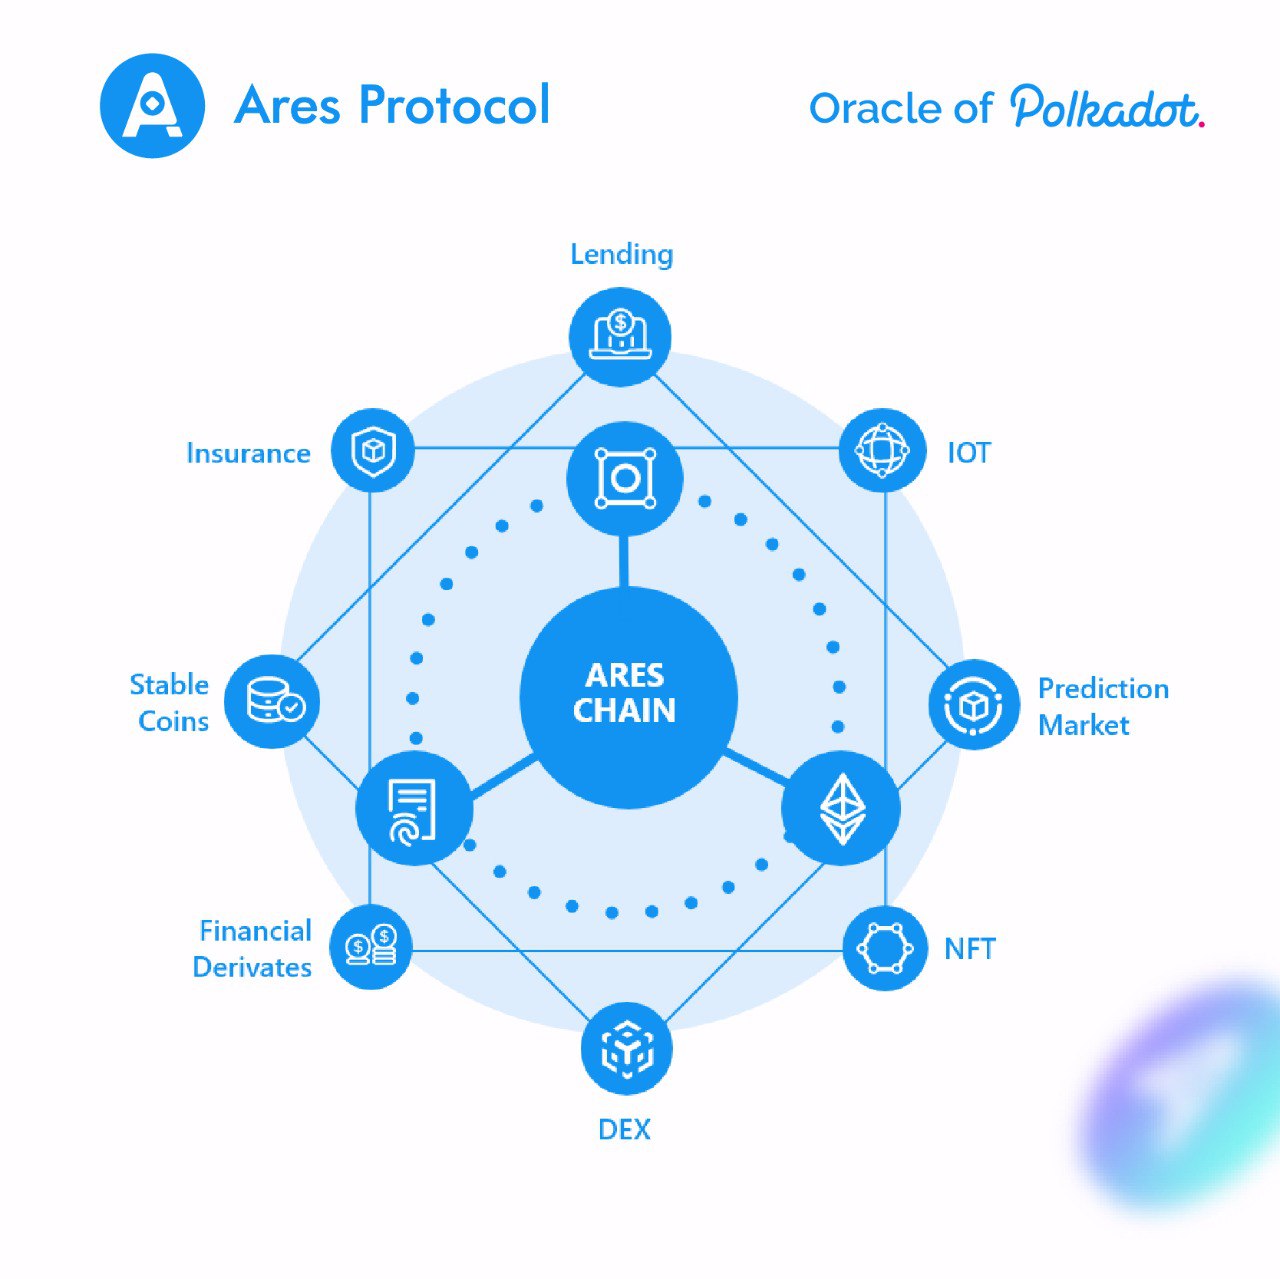 Ares Protocol
Oracle of Polkadot.
Lending
Insurance
IOT
ARES
CHAIN
Stable
Coins
Prediction
Market
Financial
Derivates
NFT
DEX